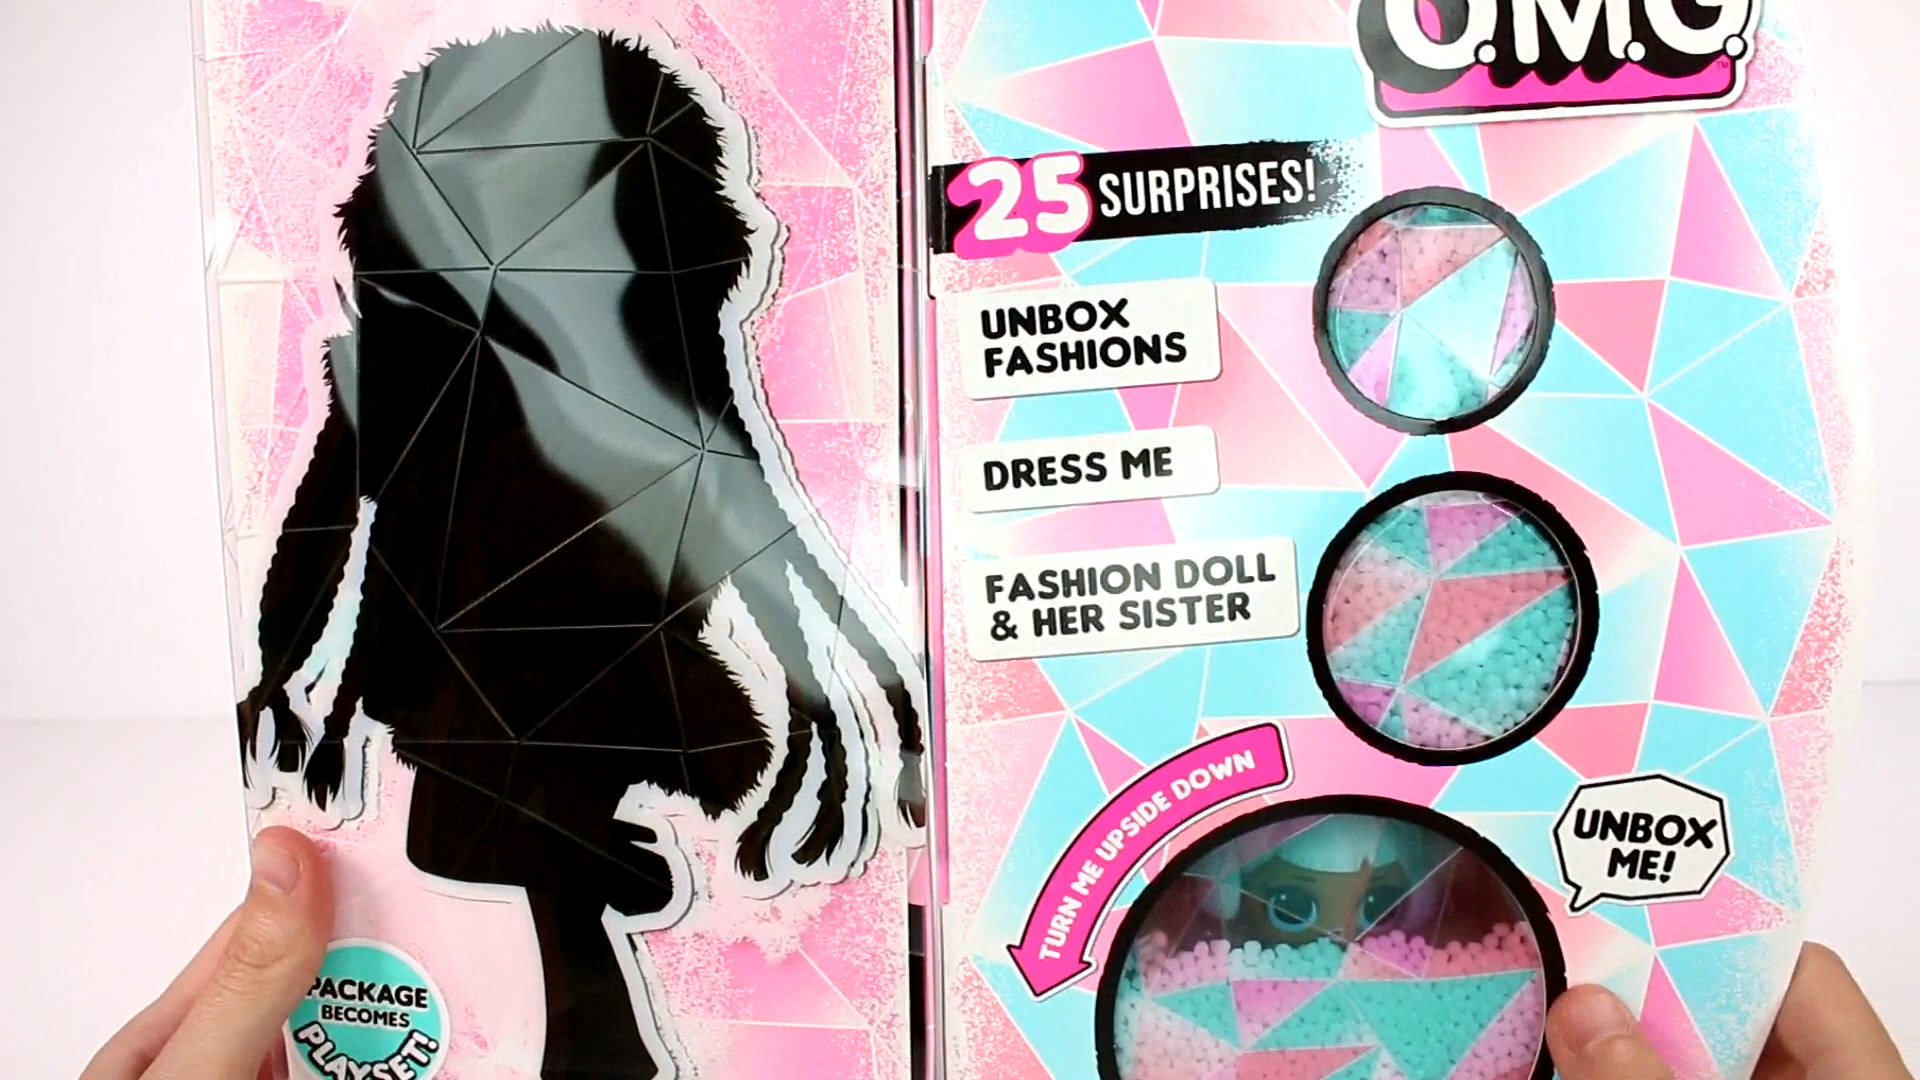 O.M.G.
TM
25 SURPRISES!
UNBOX
FASHIONS
DRESS ME
FASHION DOLL
& HER SISTER
TURN ME UPSIDE DOWN
UNBOX
ME!
PACKAGE
BECOMES
PLAYSET!